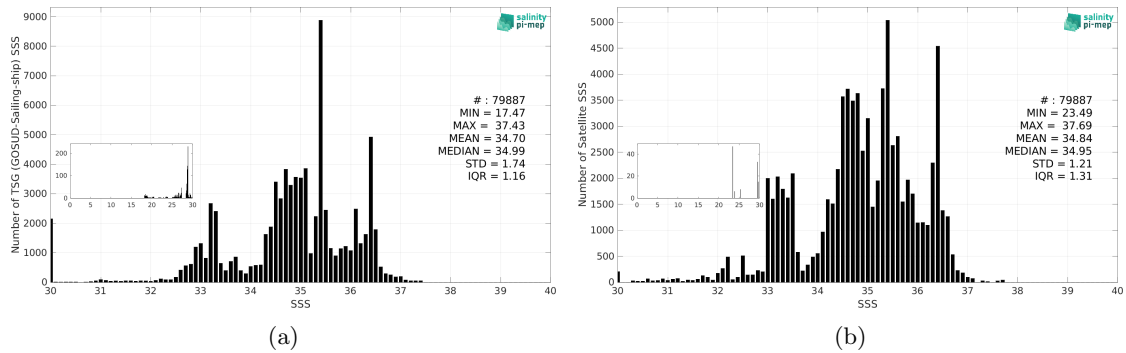 salinity
pi-mep
9000
8000
7000
6000
5000
4000
3000
2000
1000
0
Number of TSG (GOSUD-Sailing-ship) SSS
# : 79887
MIN = 17.47
MAX = 37.43
MEAN = 34.70
MEDIAN = 34.99
STD = 1.74
IQR = 1.16
200
100
0
0 5 10 15 20 25 30
30 31 32 33 34 35 36 37 38 39 40
SSS
(a)
salinity
pi-mep
5000
4500
4000
3500
3000
2500
2000
1500
1000
500
0
Number of Satellite SSS
# : 79887
MIN = 23.49
MAX = 37.69
MEAN = 34.84
MEDIAN = 34.95
STD = 1.21
IQR = 1.31
40
20
0
0 5 10 15 20 25 30
30 31 32 33 34 35 36 37 38 39 40
SSS
(b)